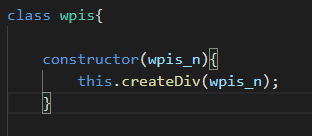 class wpis{
constructor(wpis_n){
this.createDiv(wpis_n);
}